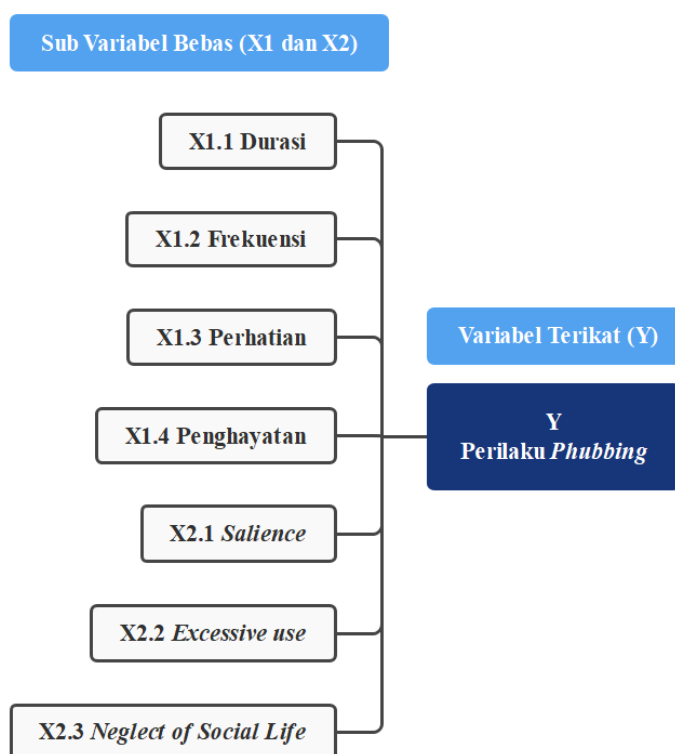 Sub Variabel Bebas (X1 dan X2)
X1.1 Durasi
X1.2 Frekuensi
X1.3 Perhatian
X1.4 Penghayatan
X2.1 Salience
X2.2 Excessive use
X2.3 Neglect of Social Life
Variabel Terikat (Y)
Y
Perilaku Phubbing